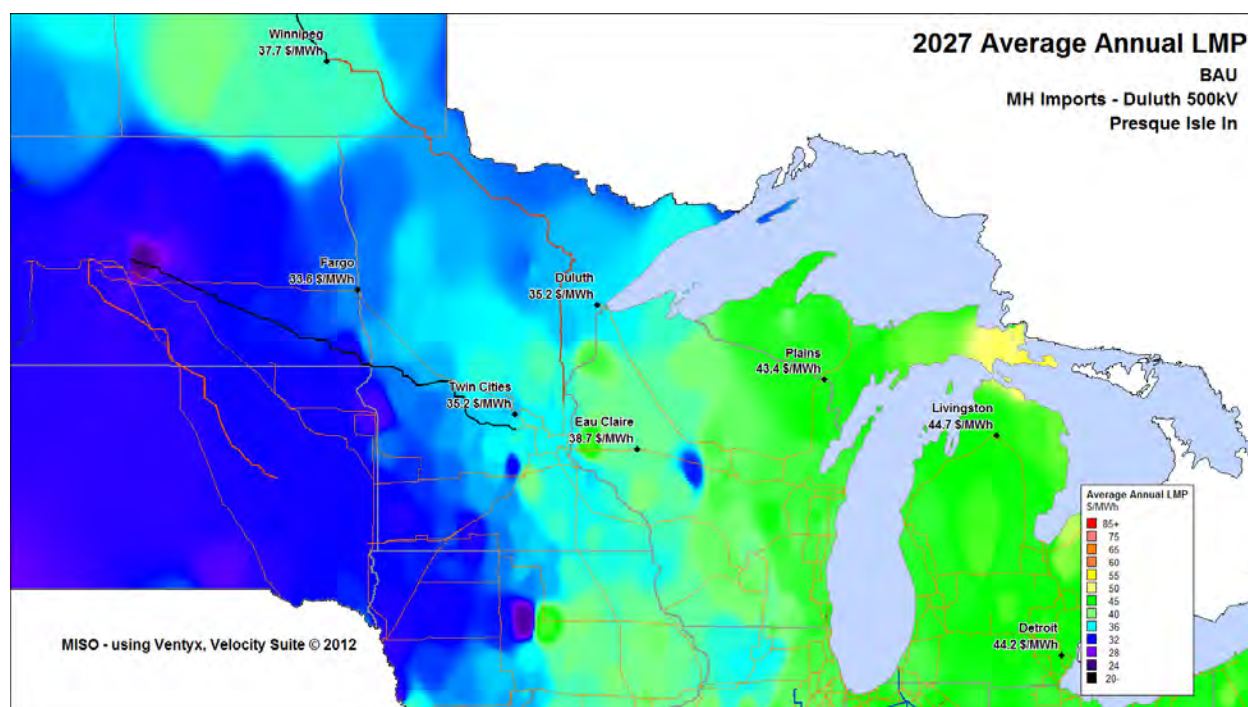 2027 Average Annual LMP
BAU
MH Imports - Duluth 500kV
Presque Isle In
Winnipeg
37.7 $/MWh
Fargo
33.6 $/MWh
Duluth
35.2 $/MWh
Plains
43.4 $/MWh
Twin Cities
35.2 $/MWh
Livingston
44.7 $/MWh
Eau Claire
38.7 $/MWh
Average Annual LMP
$/MWh
85+
75
65
60
55
50
45
40
36
32
28
24
20-
Detroit
44.2 $/MWh
MISO - using Ventyx, Velocity Suite © 2012